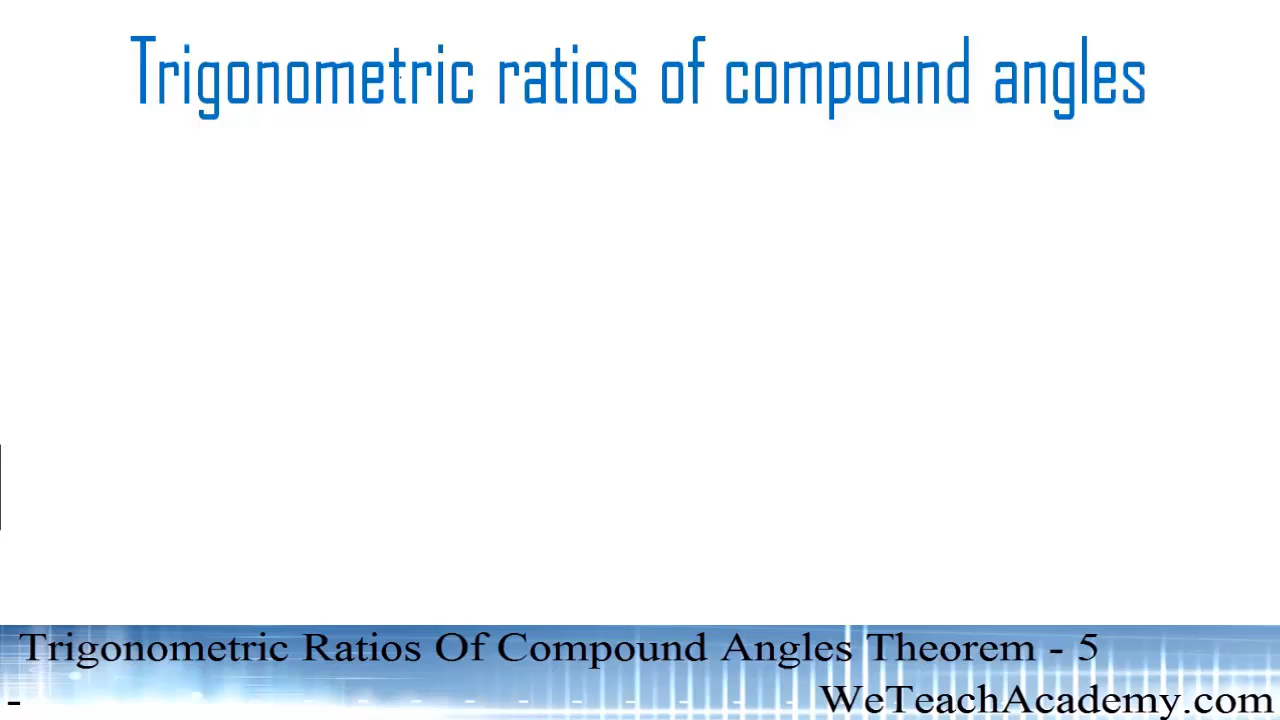 Trigonometric ratios of compound angles
Trigonometric Ratios Of Compound Angles Theorem - 5
- WeTeachAcademy.com